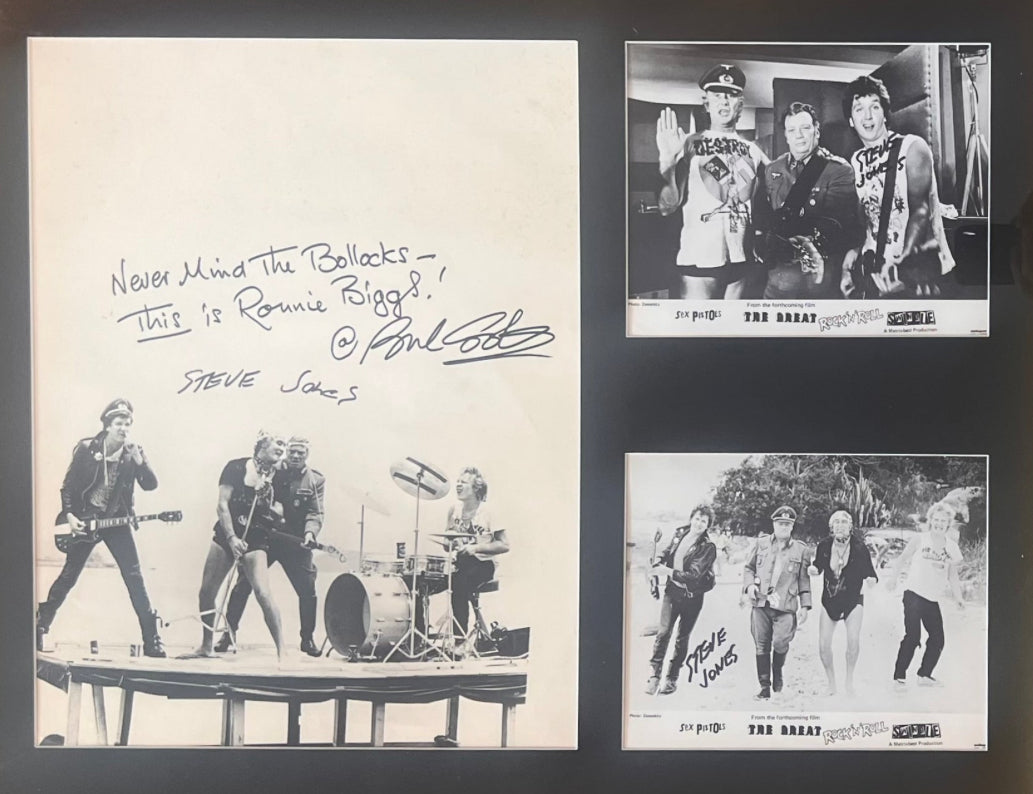 Never Mind The Bollocks –
This is Ronnie Biggs!
@
STEVE Jones
DESTROY
STEVE
JONES
Photo:
From the forthcoming film
SEX PISTOLS
THE GREAT
ROCK'N'ROLL
SWINDLE
A Matrixbest Production
STEVE
JONES
Photo:
From the forthcoming film
SEX PISTOLS
THE GREAT
ROCK'N'ROLL
SWINDLE
A Matrixbest Production